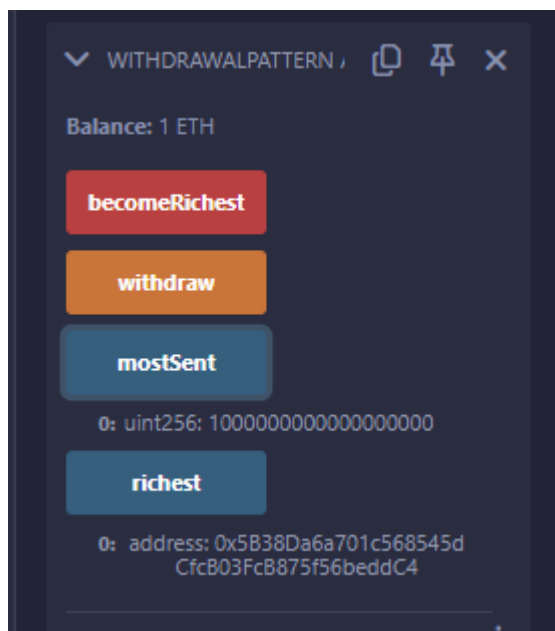 WITHDRAWALPATTERN
Balance: 1 ETH
becomeRichest
withdraw
mostSent
0: uint256: 1000000000000000000
richest
0: address: 0x5B38Da6a701c568545d
CfcB03FcB875f56beddC4